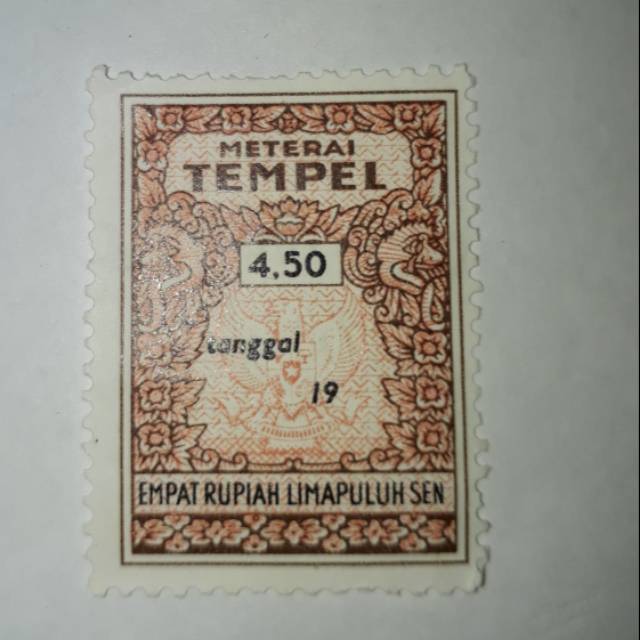 METERAI
TEMPEL
4,50
tanggal
19
EMPAT RUPIAH LIMAPULUH SEN